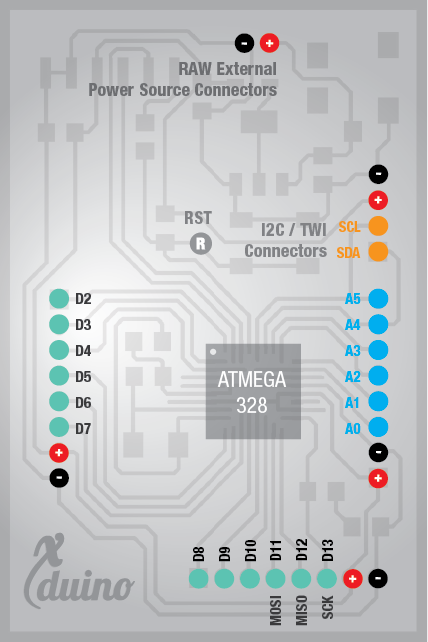 - +
RAW External
Power Source Connectors
-
+
RST
R
I2C / TWI
Connectors
SCL
SDA
D2
D3
D4
D5
D6
D7
+
-
A5
A4
A3
A2
A1
A0
-
+
ATMEGA
328
D8 D9 D10 D11 D12 D13
+ -
MOSI MISO SCK
Xduino